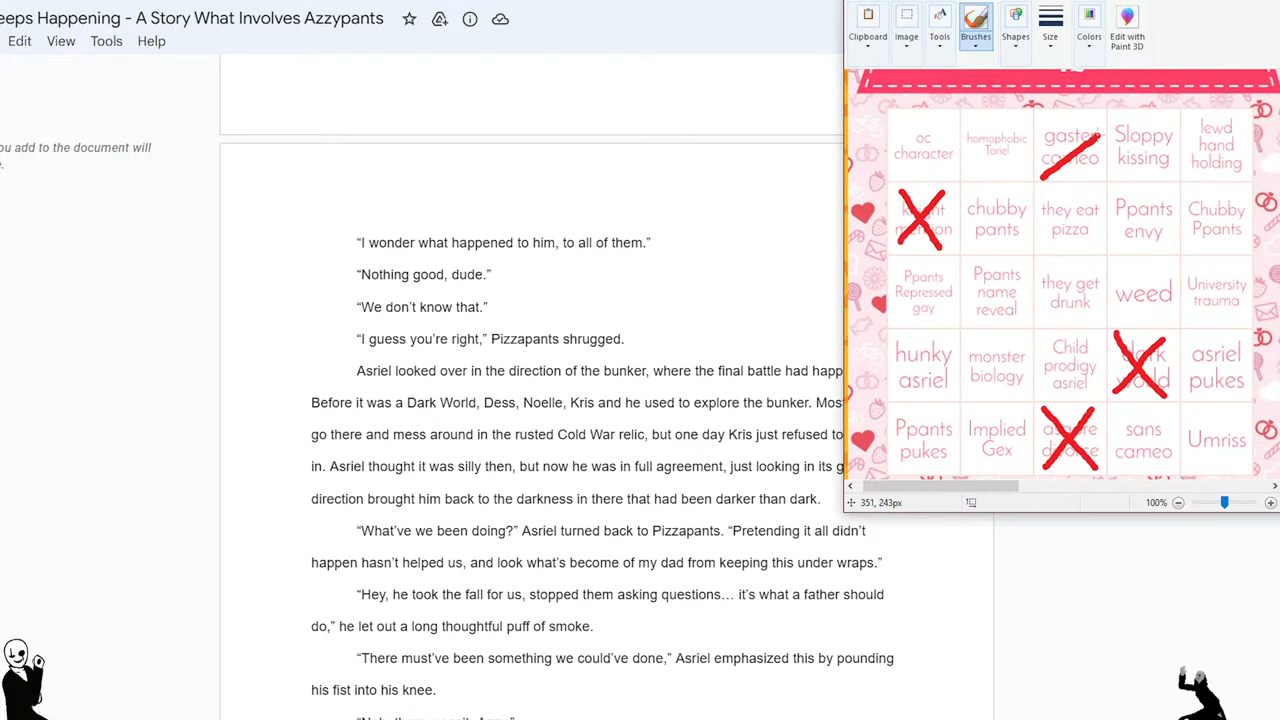 eeps Happening - A Story What Involves Azzypants
Edit View Tools Help
ou add to the document will
e.
“I wonder what happened to him, to all of them.”
“Nothing good, dude.”
“We don’t know that.”
“I guess you’re right,” Pizzapants shrugged.
Asriel looked over in the direction of the bunker, where the final battle had happ
Before it was a Dark World, Dess, Noelle, Kris and he used to explore the bunker. Mos
go there and mess around in the rusted Cold War relic, but one day Kris just refused to
in. Asriel thought it was silly then, but now he was in full agreement, just looking in its g
direction brought him back to the darkness in there that had been darker than dark.
“What’ve we been doing?” Asriel turned back to Pizzapants. “Pretending it all didn’t
happen hasn’t helped us, and look what’s become of my dad from keeping this under wraps.”
“Hey, he took the fall for us, stopped them asking questions… it’s what a father should
do,” he let out a long thoughtful puff of smoke.
“There must’ve been something we could’ve done,” Asriel emphasized this by pounding
his fist into his knee.
Clipboard Image Tools Brushes Shapes Size Colors Edit with
Paint 3D
oc
character
homophobic
Toriel
gaster
cameo
Sloppy
kissing
lewd
hand
holding
knight
mention
chubby
pants
they eat
pizza
Ppants
envy
Chubby
Ppants
Ppants
Repressed
gay
Ppants
name
reveal
they get
drunk
weed
University
trauma
hunky
asriel
monster
biology
Child
prodigy
asriel
dark
world
asriel
pukes
Ppants
pukes
Implied
Gex
asgore
divorce
sans
cameo
Umriss
351, 243px
100%